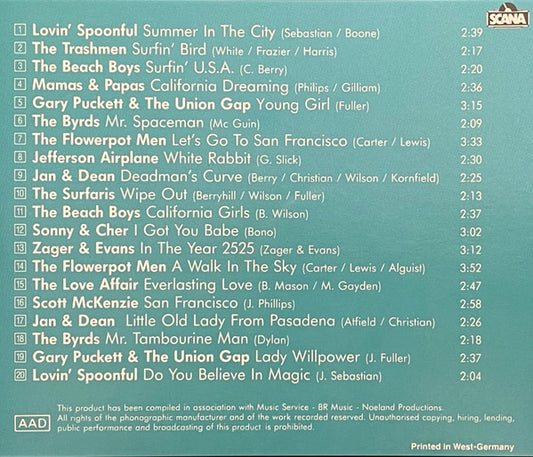 SCANA
1 Lovin' Spoonful Summer In The City (Sebastian / Boone) 2:39
2 The Trashmen Surfin' Bird (White / Frazier / Harris) 2:17
3 The Beach Boys Surfin' U.S.A. (C. Berry) 2:20
4 Mamas & Papas California Dreaming (Philips / Gilliam) 2:36
5 Gary Puckett & The Union Gap Young Girl (Fuller) 3:15
6 The Byrds Mr. Spaceman (Mc Guin) 2:09
7 The Flowerpot Men Let's Go To San Francisco (Carter / Lewis) 3:33
8 Jefferson Airplane White Rabbit (G. Slick) 2:30
9 Jan & Dean Deadman's Curve (Berry / Christian / Wilson / Kornfield) 2:25
10 The Surfaris Wipe Out (Berryhill / Wilson / Fuller) 2:13
11 The Beach Boys California Girls (B. Wilson) 2:37
12 Sonny & Cher I Got You Babe (Bono) 3:02
13 Zager & Evans In The Year 2525 (Zager & Evans) 3:12
14 The Flowerpot Men A Walk In The Sky (Carter / Lewis / Alguist) 3:52
15 The Love Affair Everlasting Love (B. Mason / M. Gayden) 2:47
16 Scott McKenzie San Francisco (J. Phillips) 2:58
17 Jan & Dean Little Old Lady From Pasadena (Atfield / Christian) 2:26
18 The Byrds Mr. Tambourine Man (Dylan) 2:18
19 Gary Puckett & The Union Gap Lady Willpower (J. Fuller) 2:37
20 Lovin' Spoonful Do You Believe In Magic (J. Sebastian) 2:04
AAD
This product has been compiled in association with Music Service - BR Music - Noeland Productions.
All rights of the phonographic manufacturer and of the work recorded reserved. Unauthorised copying, hiring, lending,
public performance and broadcasting of this product is prohibited.
Printed in West-Germany